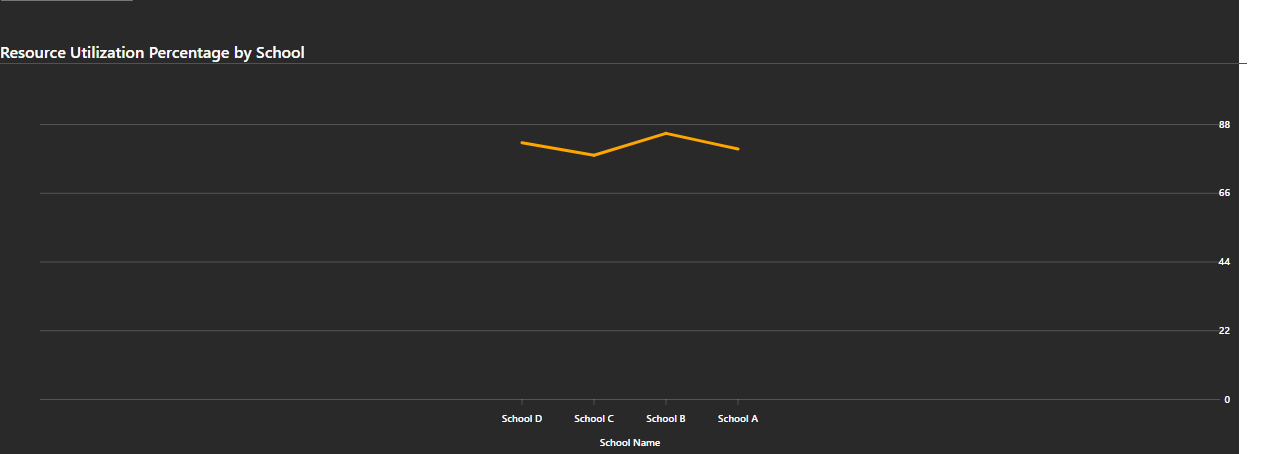 Resource Utilization Percentage by School
88
66
44
22
0
School D School C School B School A
School Name